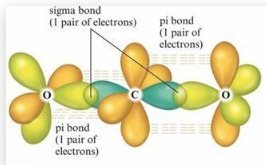 sigma bond
(1 pair of electrons)
pi bond
(1 pair of
electrons)
O
C
O
pi bond
(1 pair of
electrons)